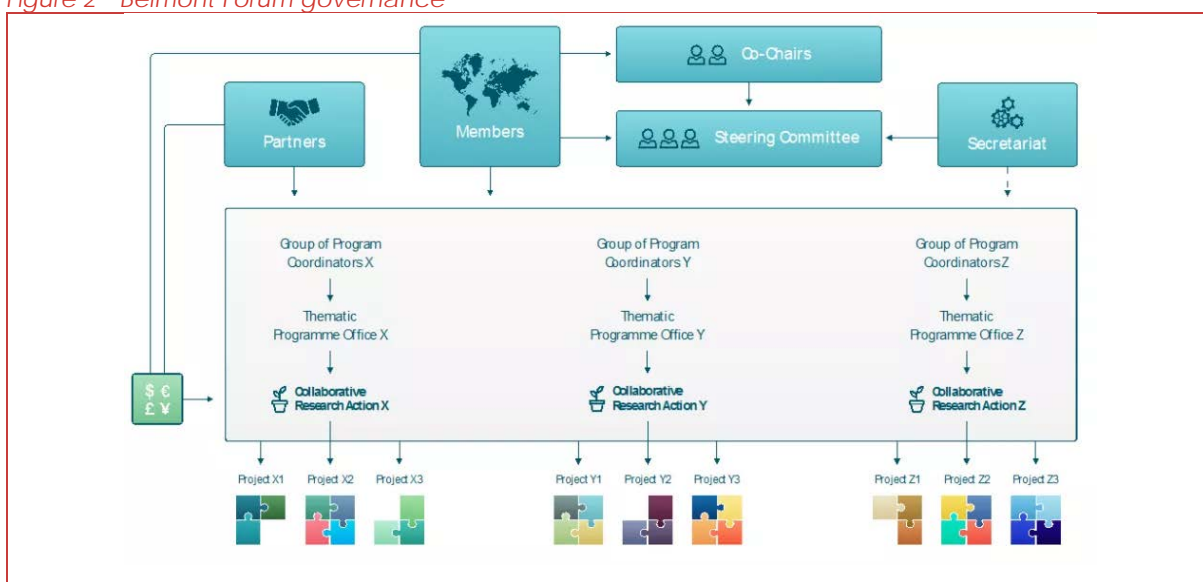 Figure 2 Belmont Forum governance
Co-Chairs
Members
Partners
Steering Committee
Secretariat
Group of Program
Coordinators X
Group of Program
Coordinators Y
Group of Program
Coordinators Z
Thematic
Programme Office X
Thematic
Programme Office Y
Thematic
Programme Office Z
$ €
£ ¥
Collaborative
Research Action X
Collaborative
Research Action Y
Collaborative
Research Action Z
Project X1
Project X2
Project X3
Project Y1
Project Y2
Project Y3
Project Z1
Project Z2
Project Z3